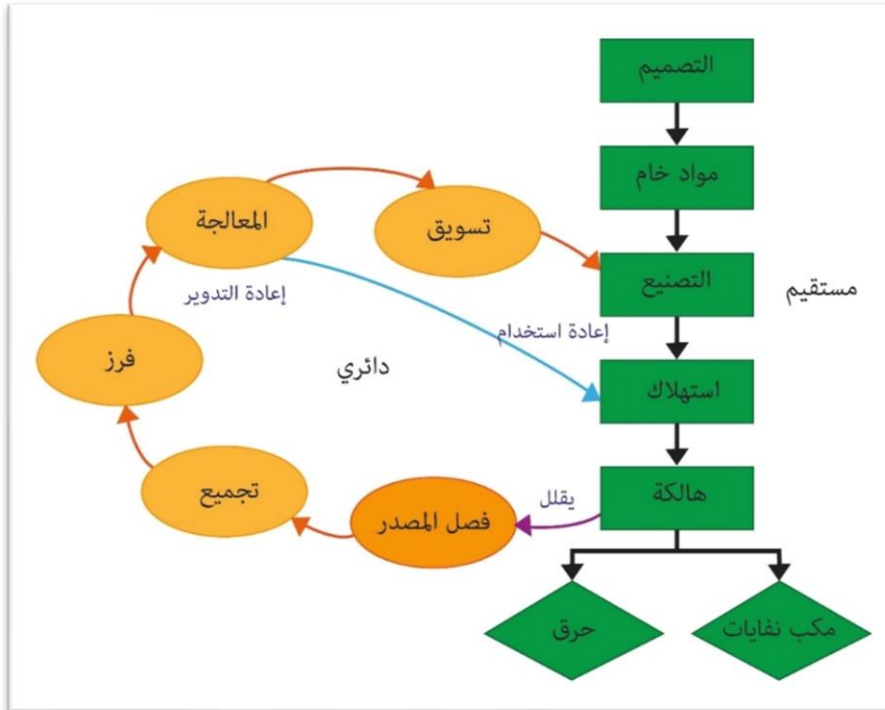 التصميم
مواد خام
التصنيع
مستقيم
استهلاك
هالكة
مكب نفايات
حرق
يقلل
فصل المصدر
تجميع
فرز
المعالجة
تسويق
إعادة التدوير
إعادة استخدام
دائري